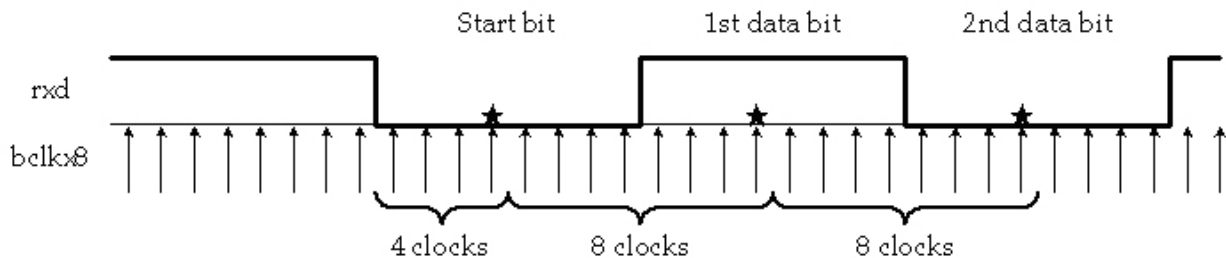 Start bit 1st data bit 2nd data bit
rxd
bclkx8
4 clocks 8 clocks 8 clocks